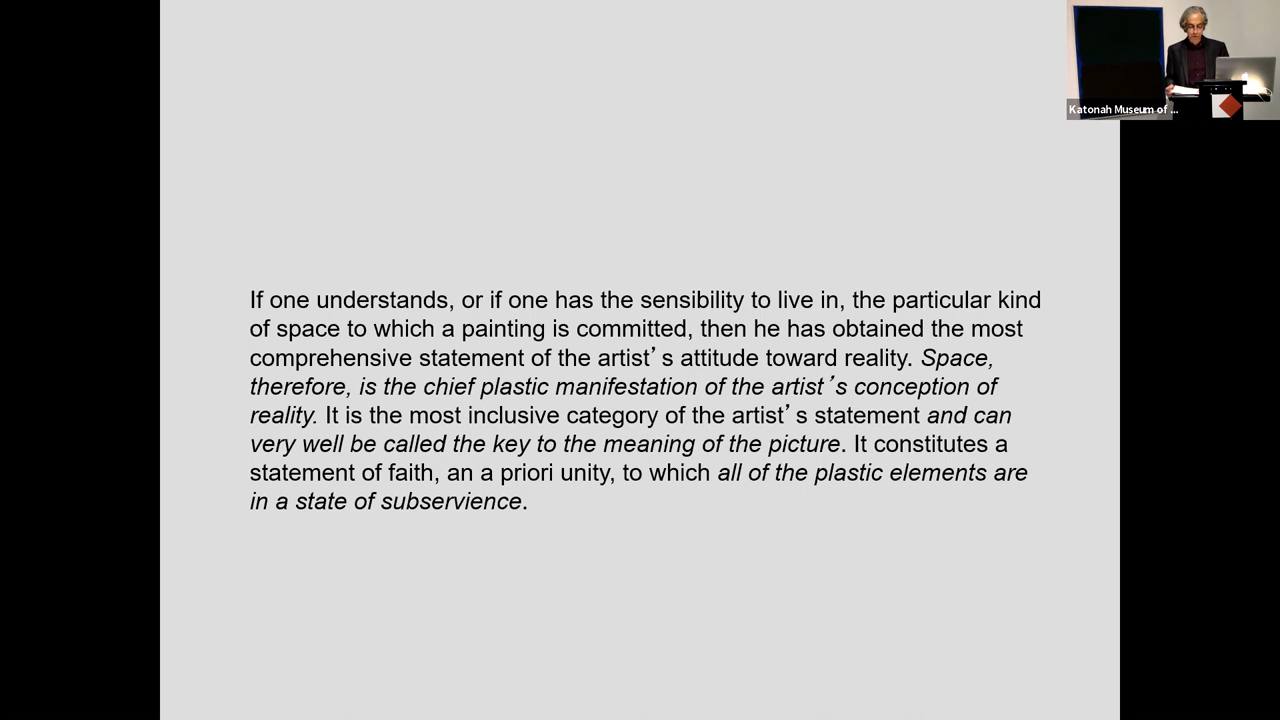 Katonah Museum of ...
If one understands, or if one has the sensibility to live in, the particular kind
of space to which a painting is committed, then he has obtained the most
comprehensive statement of the artist’s attitude toward reality. Space,
therefore, is the chief plastic manifestation of the artist’s conception of
reality. It is the most inclusive category of the artist’s statement and can
very well be called the key to the meaning of the picture. It constitutes a
statement of faith, an a priori unity, to which all of the plastic elements are
in a state of subservience.